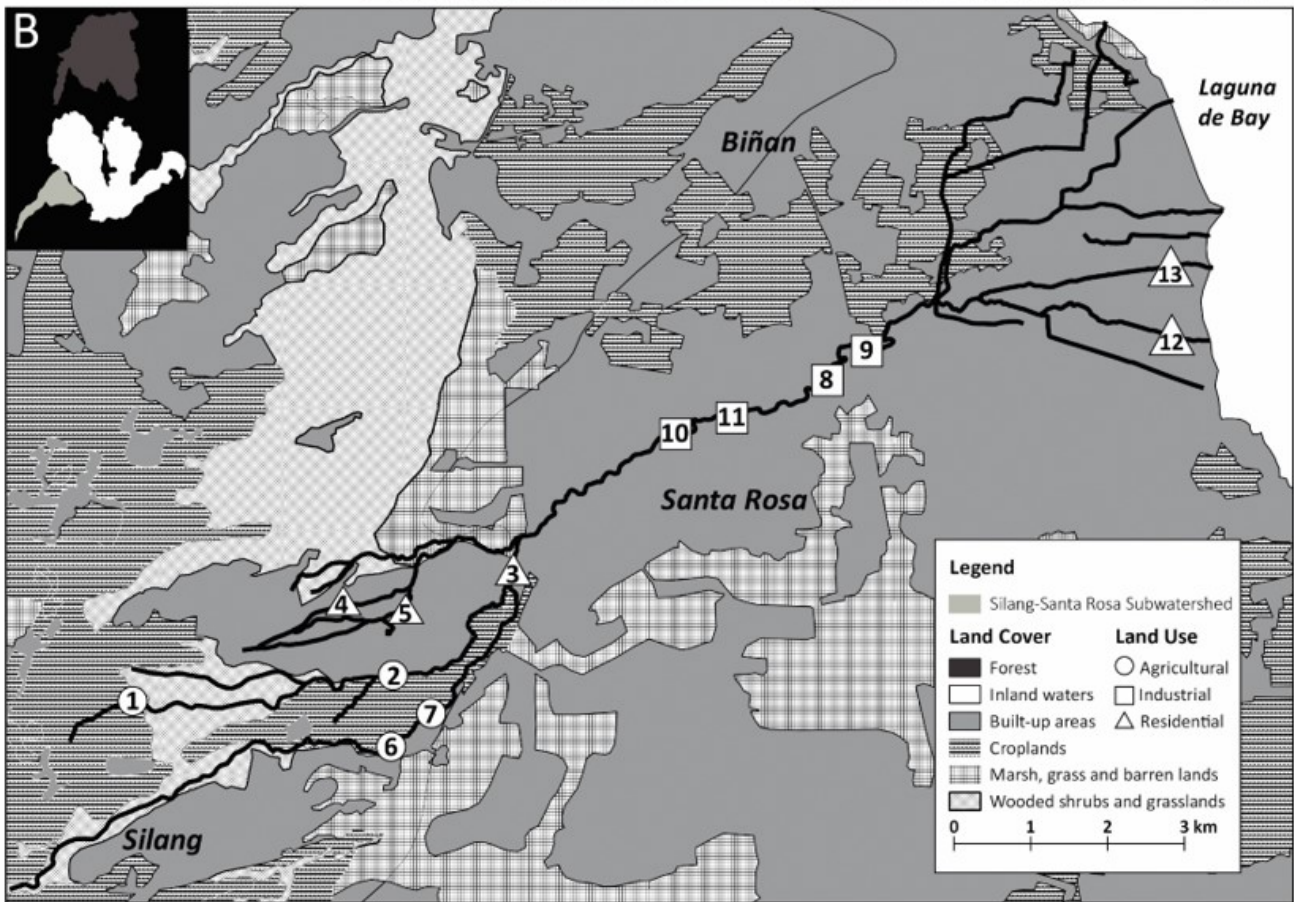 B
Laguna
de Bay
Biñan
13
12
9
8
11
10
Santa Rosa
3
4
5
2
1
7
6
Silang
Legend
Silang-Santa Rosa Subwatershed
Land Cover
Land Use
Forest
Agricultural
Inland waters
Industrial
Built-up areas
Residential
Croplands
Marsh, grass and barren lands
Wooded shrubs and grasslands
0 1 2 3 km